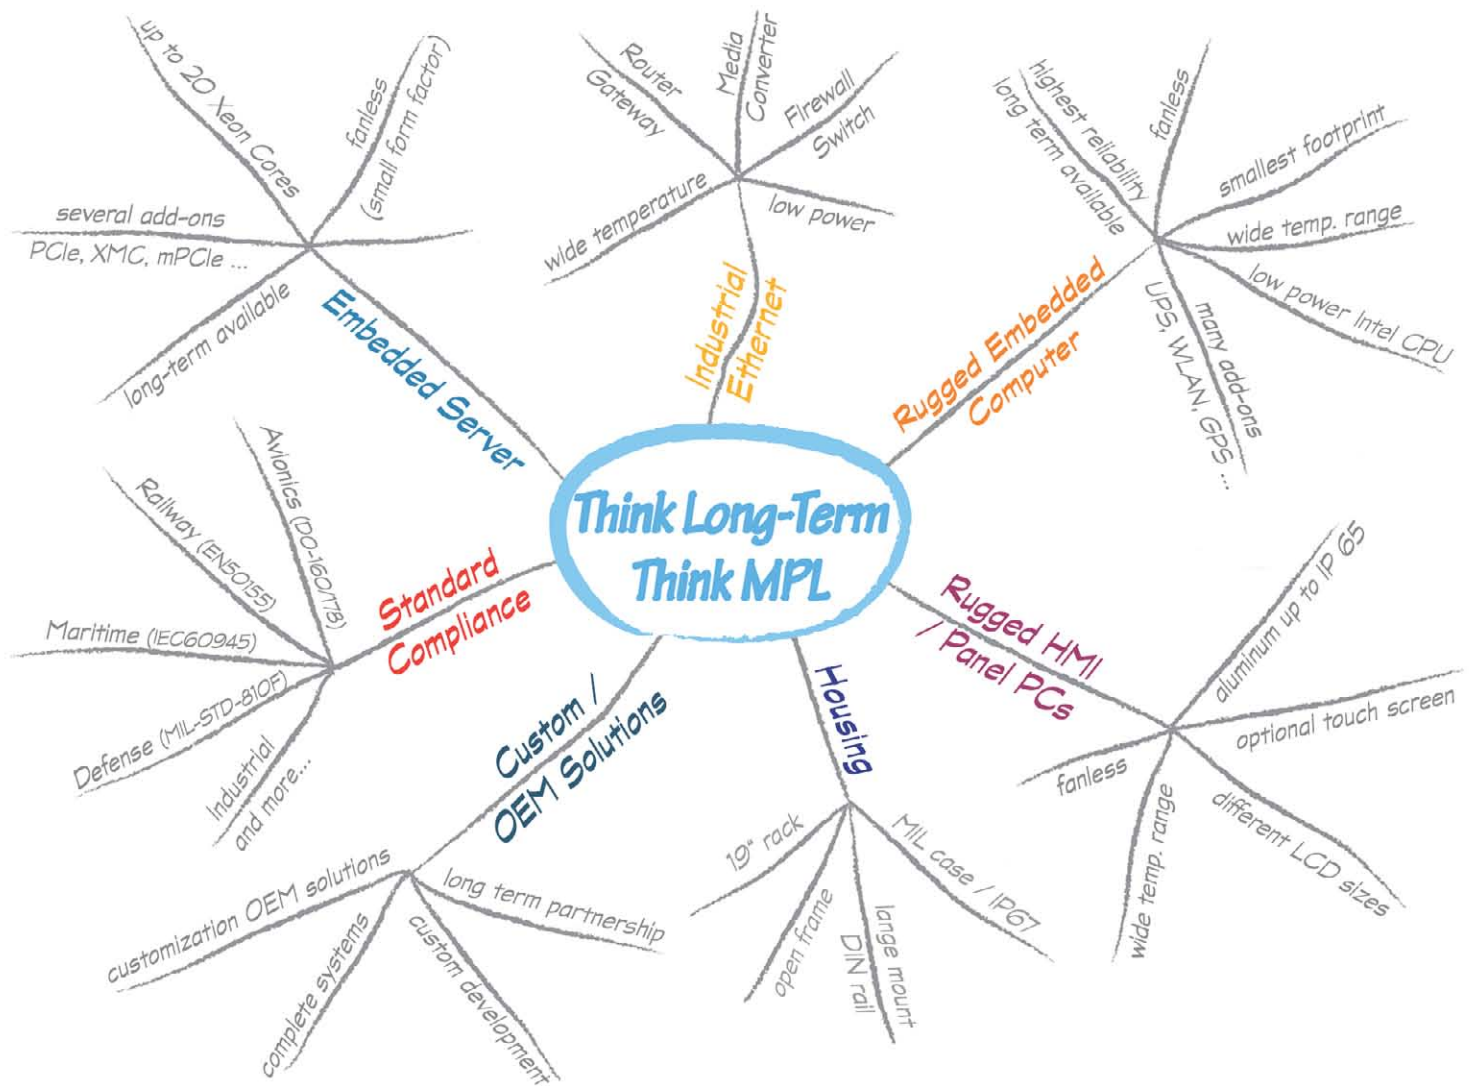 Think Long-Term
Think MPL
Embedded Server
up to 20 Xeon Cores
fanless
(small form factor)
several add-ons
PCIe, XMC, mPCIe ...
long-term available
Industrial
Ethernet
Router
Gateway
Media
Converter
Firewall
Switch
wide temperature
low power
Rugged Embedded
Computer
highest reliability
long term available
fanless
smallest footprint
wide temp. range
low power Intel CPU
many add-ons
UPS, WLAN, GPS ...
Rugged HMI
/ Panel PCs
aluminum up to IP 65
optional touch screen
fanless
different LCD sizes
wide temp. range
Housing
19" rack
open frame
lange mount
DIN rail
MIL case / IP67
Custom /
OEM Solutions
customization OEM solutions
long term partnership
complete systems
custom development
Standard
Compliance
Avionics (DO-160/178)
Railway (EN50155)
Maritime (IEC60945)
Defense (MIL-STD-810F)
Industrial
and more...